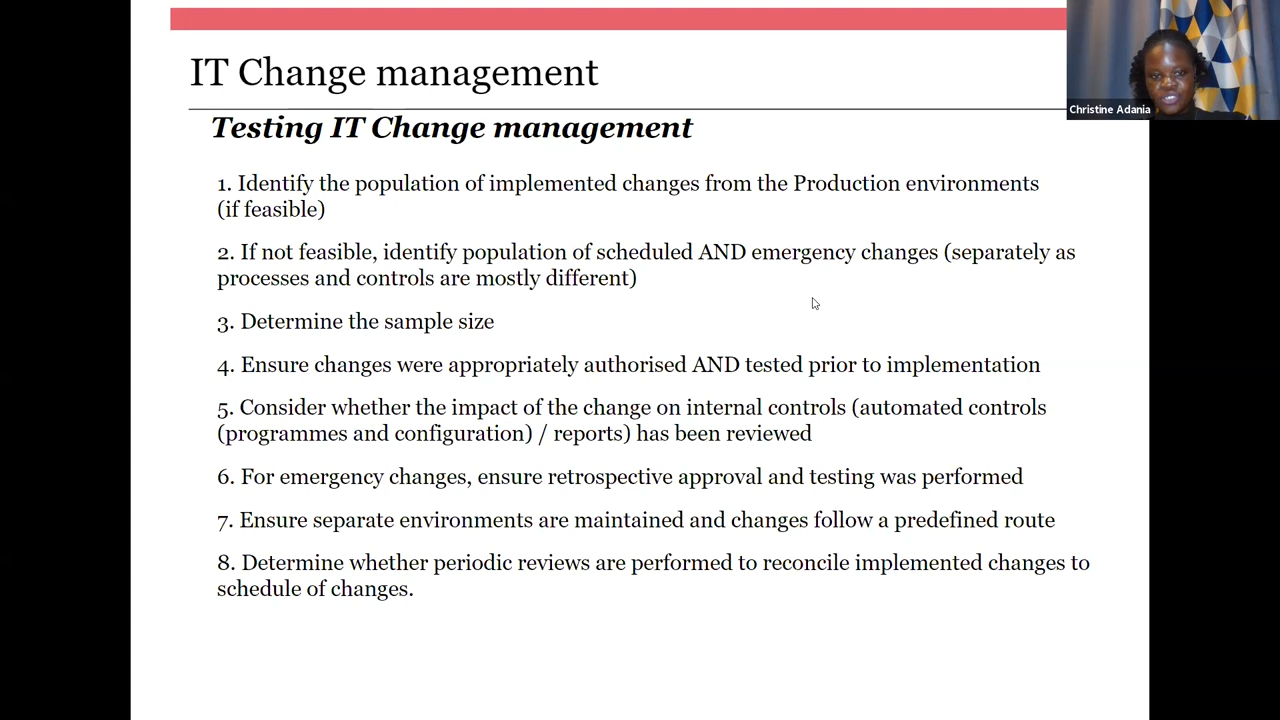 IT Change management
Christine Adania
Testing IT Change management
1. Identify the population of implemented changes from the Production environments
(if feasible)
2. If not feasible, identify population of scheduled AND emergency changes (separately as
processes and controls are mostly different)
3. Determine the sample size
4. Ensure changes were appropriately authorised AND tested prior to implementation
5. Consider whether the impact of the change on internal controls (automated controls
(programmes and configuration) / reports) has been reviewed
6. For emergency changes, ensure retrospective approval and testing was performed
7. Ensure separate environments are maintained and changes follow a predefined route
8. Determine whether periodic reviews are performed to reconcile implemented changes to
schedule of changes.